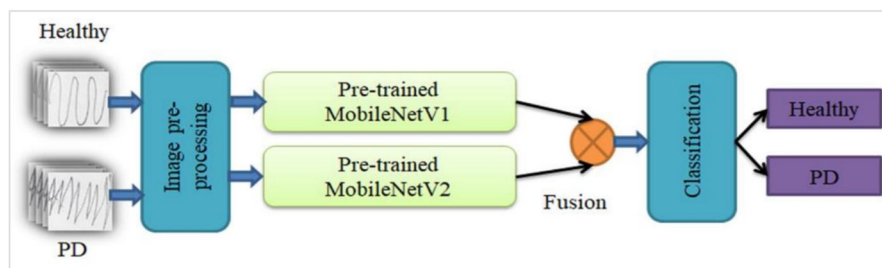 Healthy
PD
Image pre-
processing
Pre-trained
MobileNetV1
Pre-trained
MobileNetV2
Fusion
Classification
Healthy
PD